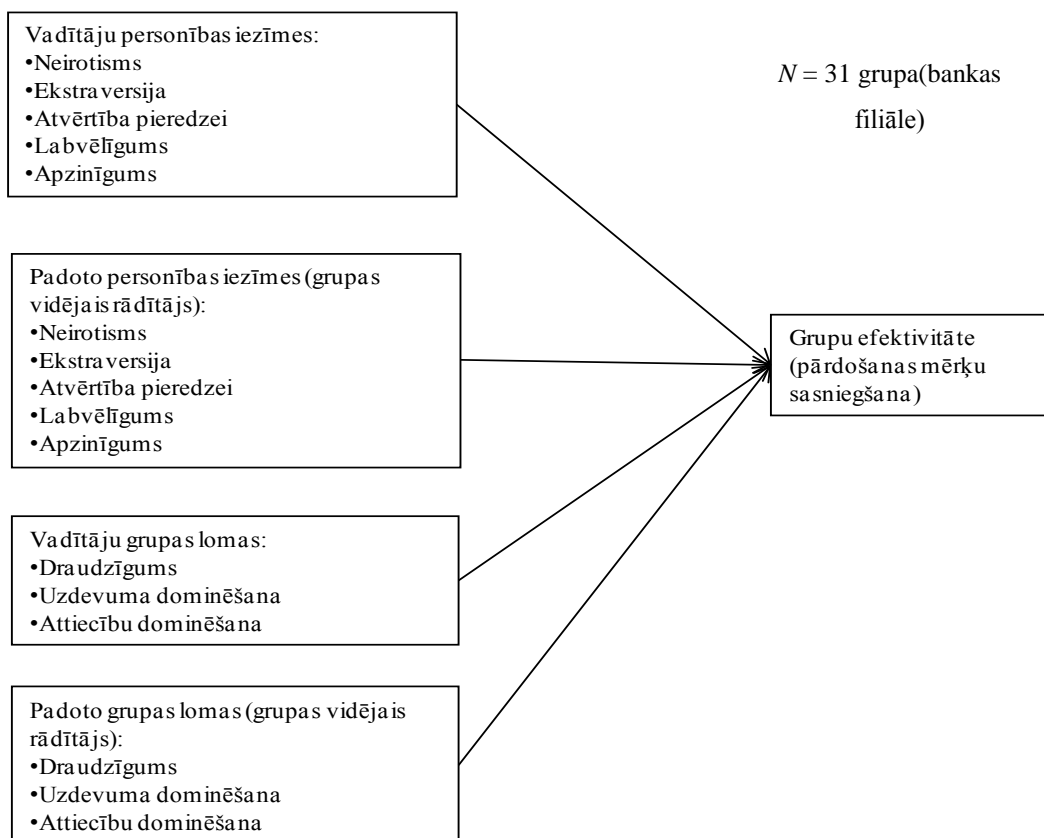 Vadītāju personības iezīmes:
•Neirotisms
•Ekstraversija
•Atvērtība pieredzei
•Labvēlīgums
•Apzinīgums
N = 31 grupa(bankas
filiāle)
Padoto personības iezīmes (grupas
vidējais rādītājs):
•Neirotisms
•Ekstraversija
•Atvērtība pieredzei
•Labvēlīgums
•Apzinīgums
Grupu efektivitāte
(pārdošanas mērķu
sasniegšana)
Vadītāju grupas lomas:
•Draudzīgums
•Uzdevuma dominēšana
•Attiecību dominēšana
Padoto grupas lomas (grupas vidējais
rādītājs):
•Draudzīgums
•Uzdevuma dominēšana
•Attiecību dominēšana